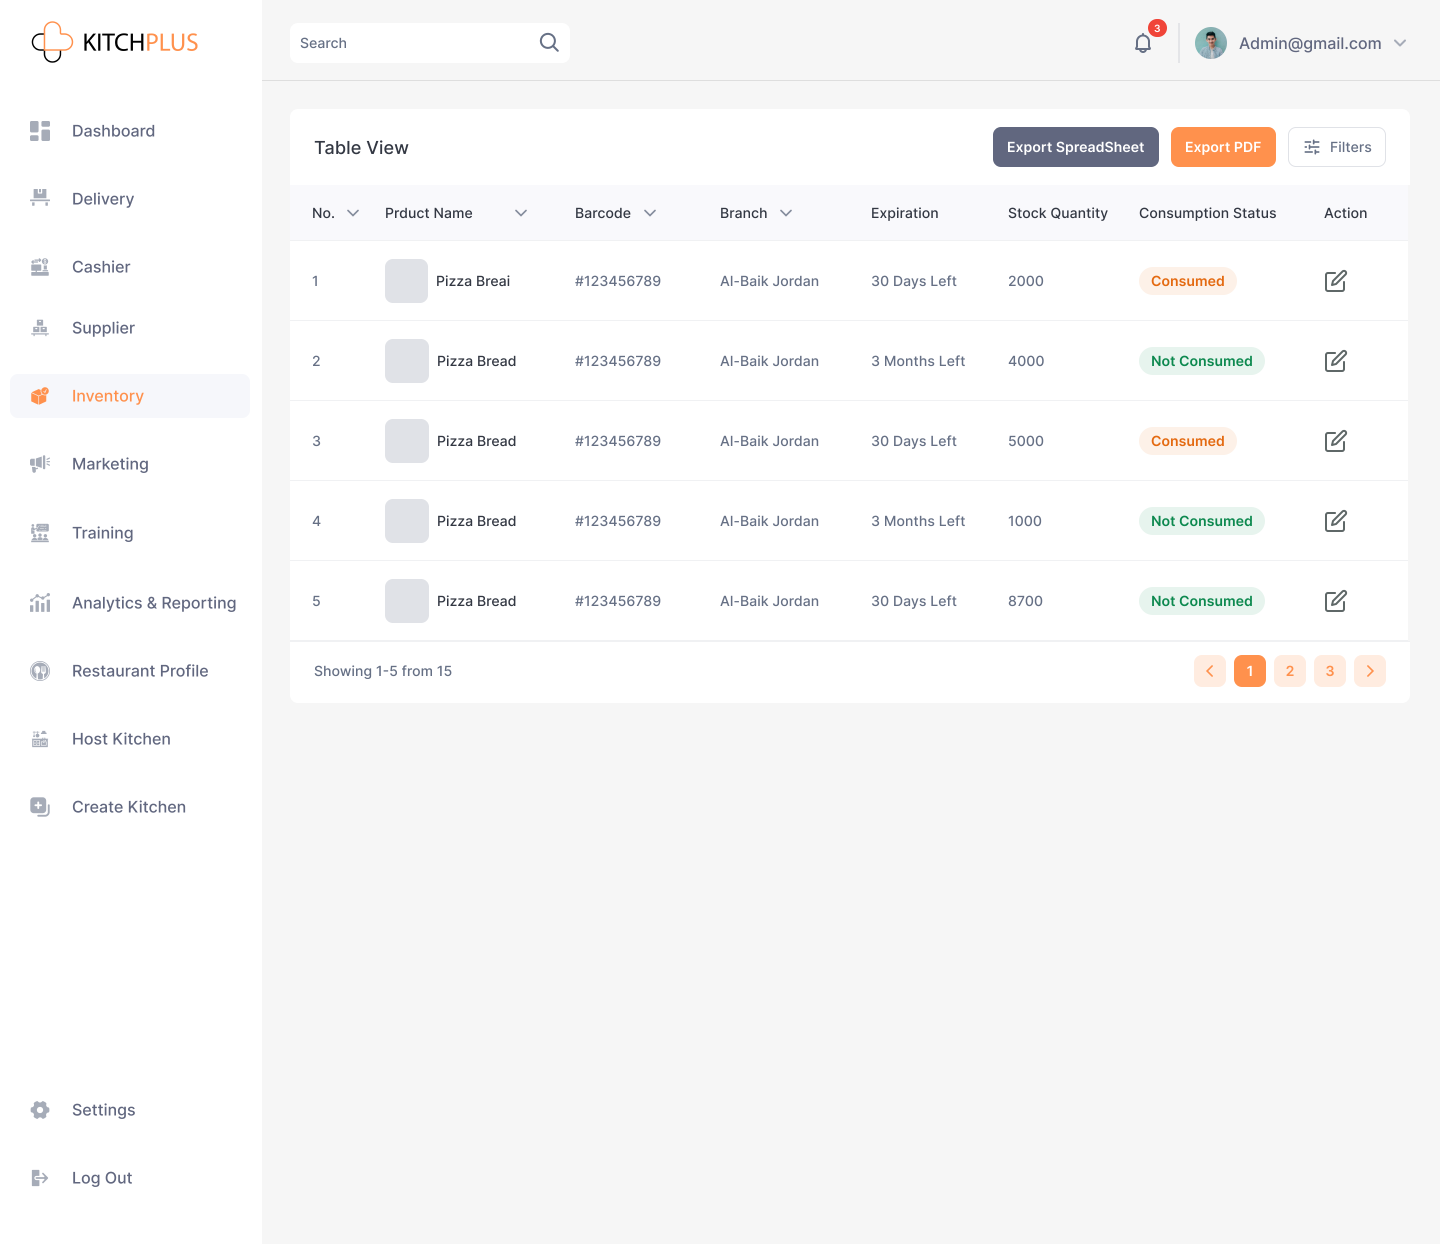 KITCHPLUS
Search
3
Admin@gmail.com
Dashboard
Delivery
Cashier
Supplier
Inventory
Marketing
Training
Analytics & Reporting
Restaurant Profile
Host Kitchen
Create Kitchen
Settings
Log Out
Table View
Export SpreadSheet
Export PDF
Filters
No. Prduct Name Barcode Branch Expiration Stock Quantity Consumption Status Action
1 Pizza Breai #123456789 Al-Baik Jordan 30 Days Left 2000 Consumed
2 Pizza Bread #123456789 Al-Baik Jordan 3 Months Left 4000 Not Consumed
3 Pizza Bread #123456789 Al-Baik Jordan 30 Days Left 5000 Consumed
4 Pizza Bread #123456789 Al-Baik Jordan 3 Months Left 1000 Not Consumed
5 Pizza Bread #123456789 Al-Baik Jordan 30 Days Left 8700 Not Consumed
Showing 1-5 from 15
1 2 3